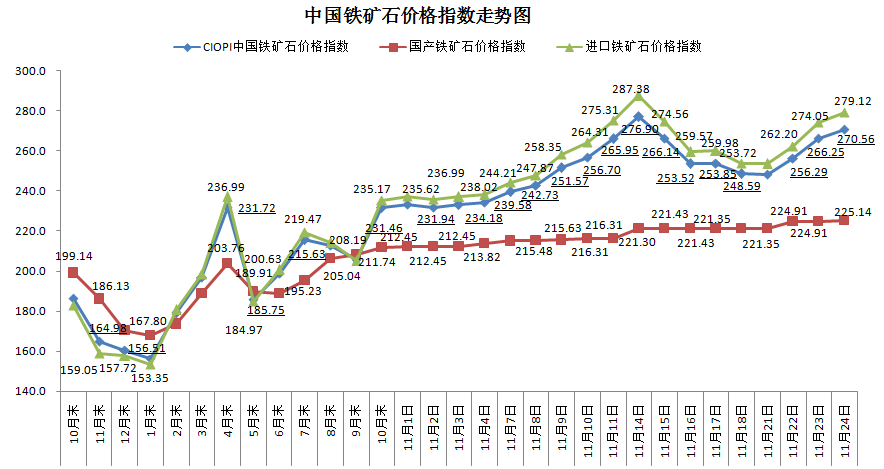 中国铁矿石价格指数走势图
CIOPI中国铁矿石价格指数 国产铁矿石价格指数 进口铁矿石价格指数
300.0
280.0
260.0
240.0
220.0
200.0
180.0
160.0
140.0
199.14
186.13
164.98
159.05
157.72
167.80
156.51
153.35
236.99
231.72
203.76
189.91
185.75
184.97
200.63
219.47
215.63
195.23
208.19
205.04
235.17
231.46
211.74
212.45
235.62
231.94
212.45
236.99
212.45
238.02
234.18
213.82
244.21
239.58
247.87
242.73
215.48
258.35
251.57
215.63
264.31
256.70
216.31
216.31
275.31
265.95
287.38
276.90
221.30
274.56
266.14
221.43
259.57
253.52
221.43
259.98
253.85
221.35
253.72
248.59
221.35
262.20
256.29
224.91
274.05
266.25
224.91
279.12
270.56
225.14
10月末
11月末
12月末
1月末
2月末
3月末
4月末
5月末
6月末
7月末
8月末
9月末
10月末
11月1日
11月2日
11月3日
11月4日
11月7日
11月8日
11月9日
11月10日
11月11日
11月14日
11月15日
11月16日
11月17日
11月18日
11月21日
11月22日
11月23日
11月24日